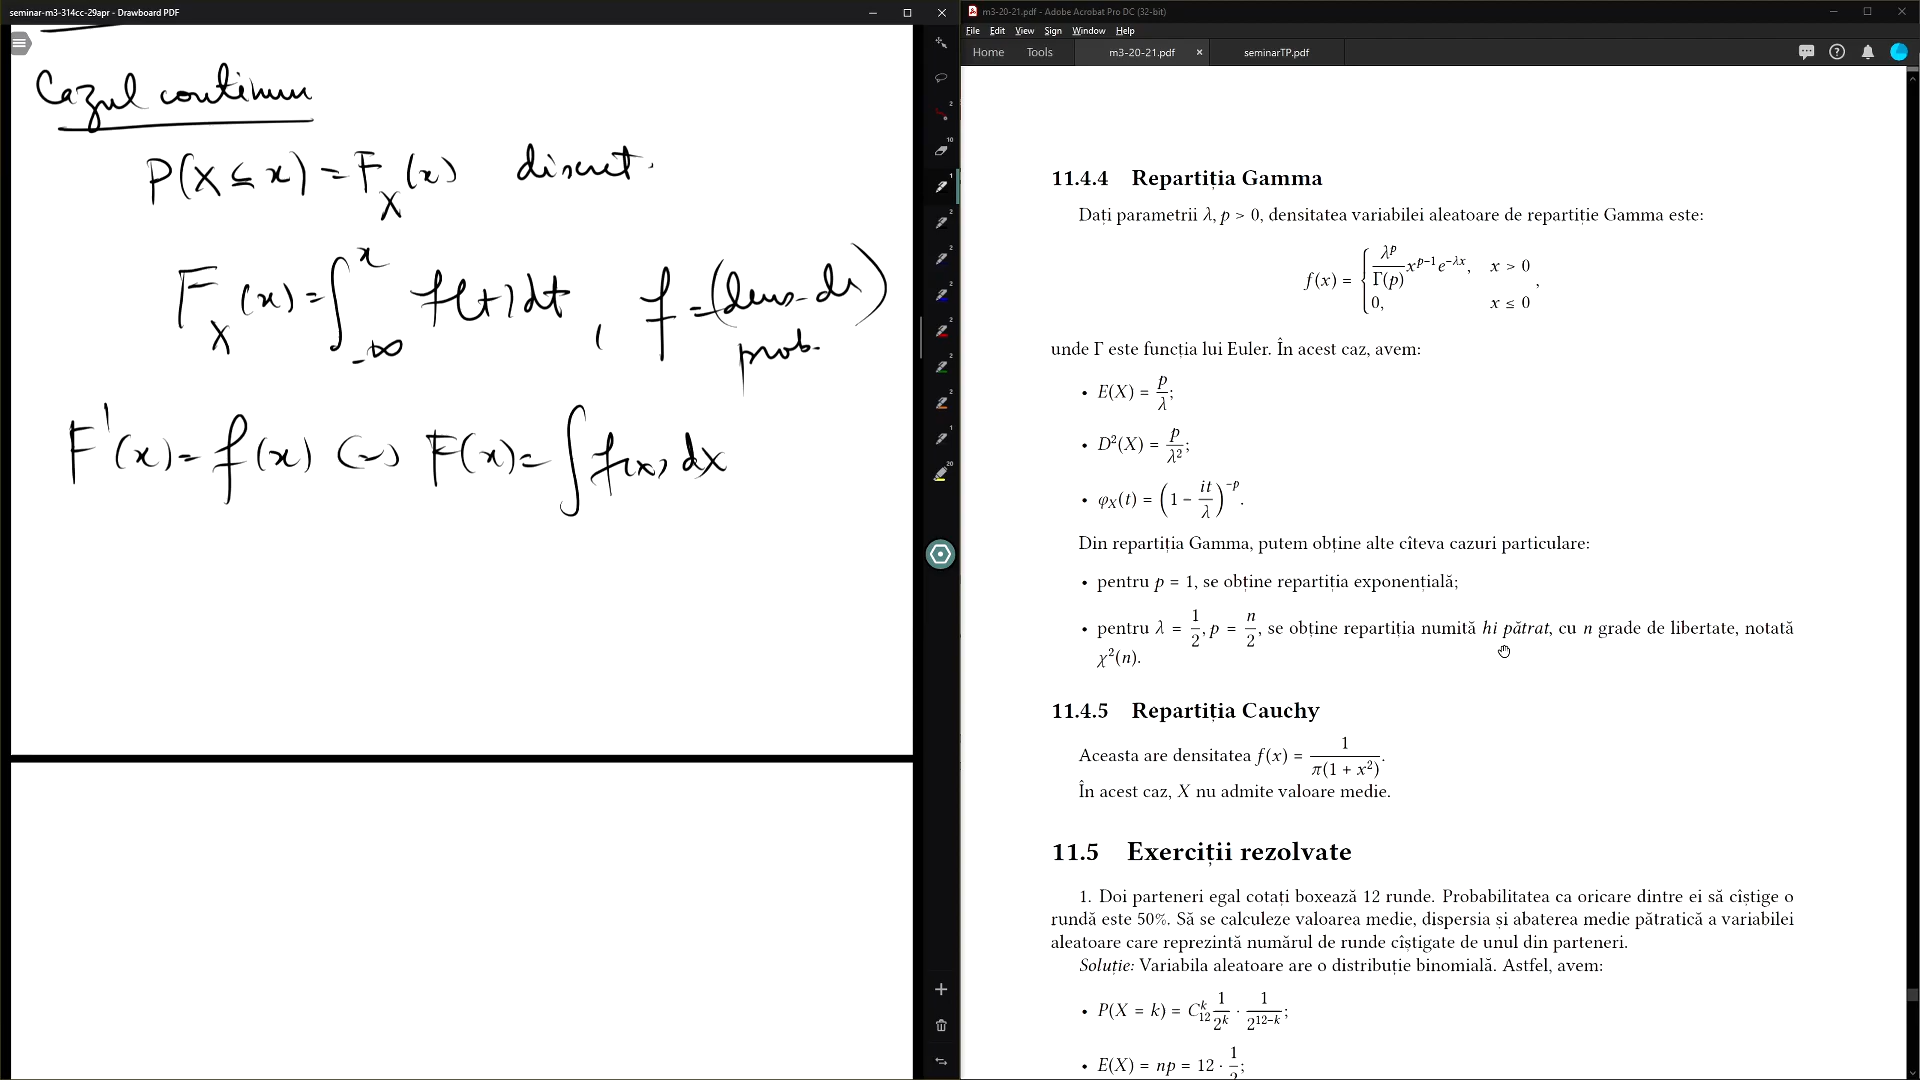 seminar-m3-314cc-29apr - Drawboard PDF
Cazul continuu
P(X ≤ x) = F_X(x) discret.
F_X(x) = ∫_{-∞}^{x} f(t)dt, f = (dens. de
prob.
F'(x) = f(x) (=) F(x) = ∫ f(x) dx
m3-20-21.pdf - Adobe Acrobat Pro DC (32-bit)
File Edit View Sign Window Help
Home Tools m3-20-21.pdf × seminarTP.pdf
11.4.4 Repartiția Gamma
Dați parametrii λ, p > 0, densitatea variabilei aleatoare de repartiție Gamma este:
f(x) = { λ^p/Γ(p) x^{p−1} e^{−λx}, x > 0
0, x ≤ 0 ,
unde Γ este funcția lui Euler. În acest caz, avem:
• E(X) = p/λ;
• D²(X) = p/λ²;
• φ_X(t) = (1 − it/λ)^{−p}.
Din repartiția Gamma, putem obține alte cîteva cazuri particulare:
• pentru p = 1, se obține repartiția exponențială;
• pentru λ = 1/2, p = n/2, se obține repartiția numită hi pătrat, cu n grade de libertate, notată
χ²(n).
11.4.5 Repartiția Cauchy
Aceasta are densitatea f(x) = 1/(π(1 + x²)).
În acest caz, X nu admite valoare medie.
11.5 Exerciții rezolvate
1. Doi parteneri egal cotați boxează 12 runde. Probabilitatea ca oricare dintre ei să cîștige o
rundă este 50%. Să se calculeze valoarea medie, dispersia și abaterea medie pătratică a variabilei
aleatoare care reprezintă numărul de runde cîștigate de unul din parteneri.
Soluție: Variabila aleatoare are o distribuție binomială. Astfel, avem:
• P(X = k) = C_{12}^k 1/2^k · 1/2^{12−k};
• E(X) = np = 12 · 1/2;